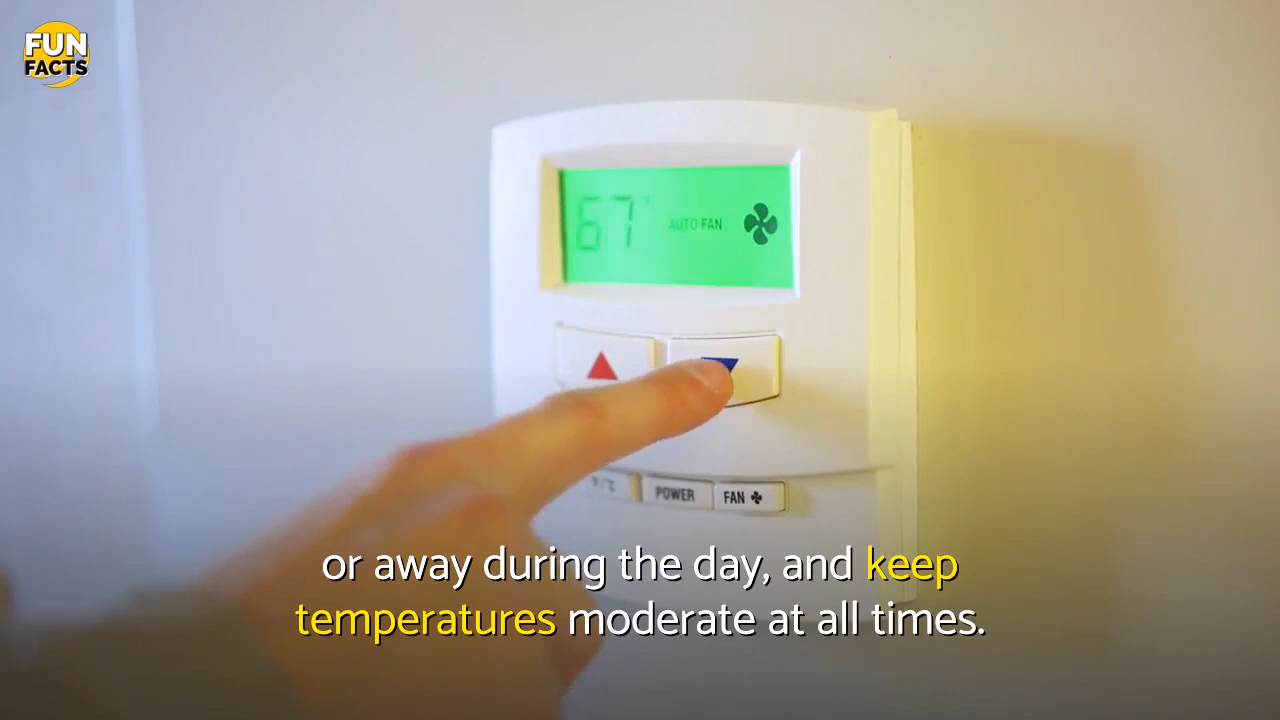 FUN
FACTS
67°
AUTO FAN
POWER
FAN
or away during the day, and keep
temperatures moderate at all times.